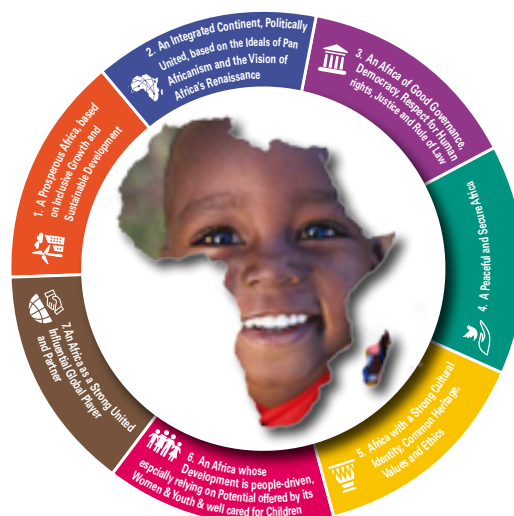 1. A Prosperous Africa, based
on Inclusive Growth and
Sustainable Development
2. An Integrated Continent, Politically
United, based on the Ideals of Pan
Africanism and the Vision of
Africa's Renaissance
3. An Africa of Good Governance,
Democracy, Respect for Human
rights, Justice and Rule of Law
4. A Peaceful and Secure Africa
5. Africa with a Strong Cultural
Identity, Common Heritage,
Values and Ethics
6. An Africa whose
Development is people-driven,
espcially relying on Potential offered by its
Women & Youth & well cared for Children
7. An Africa as a Strong United
Influential Global Player
and Partner